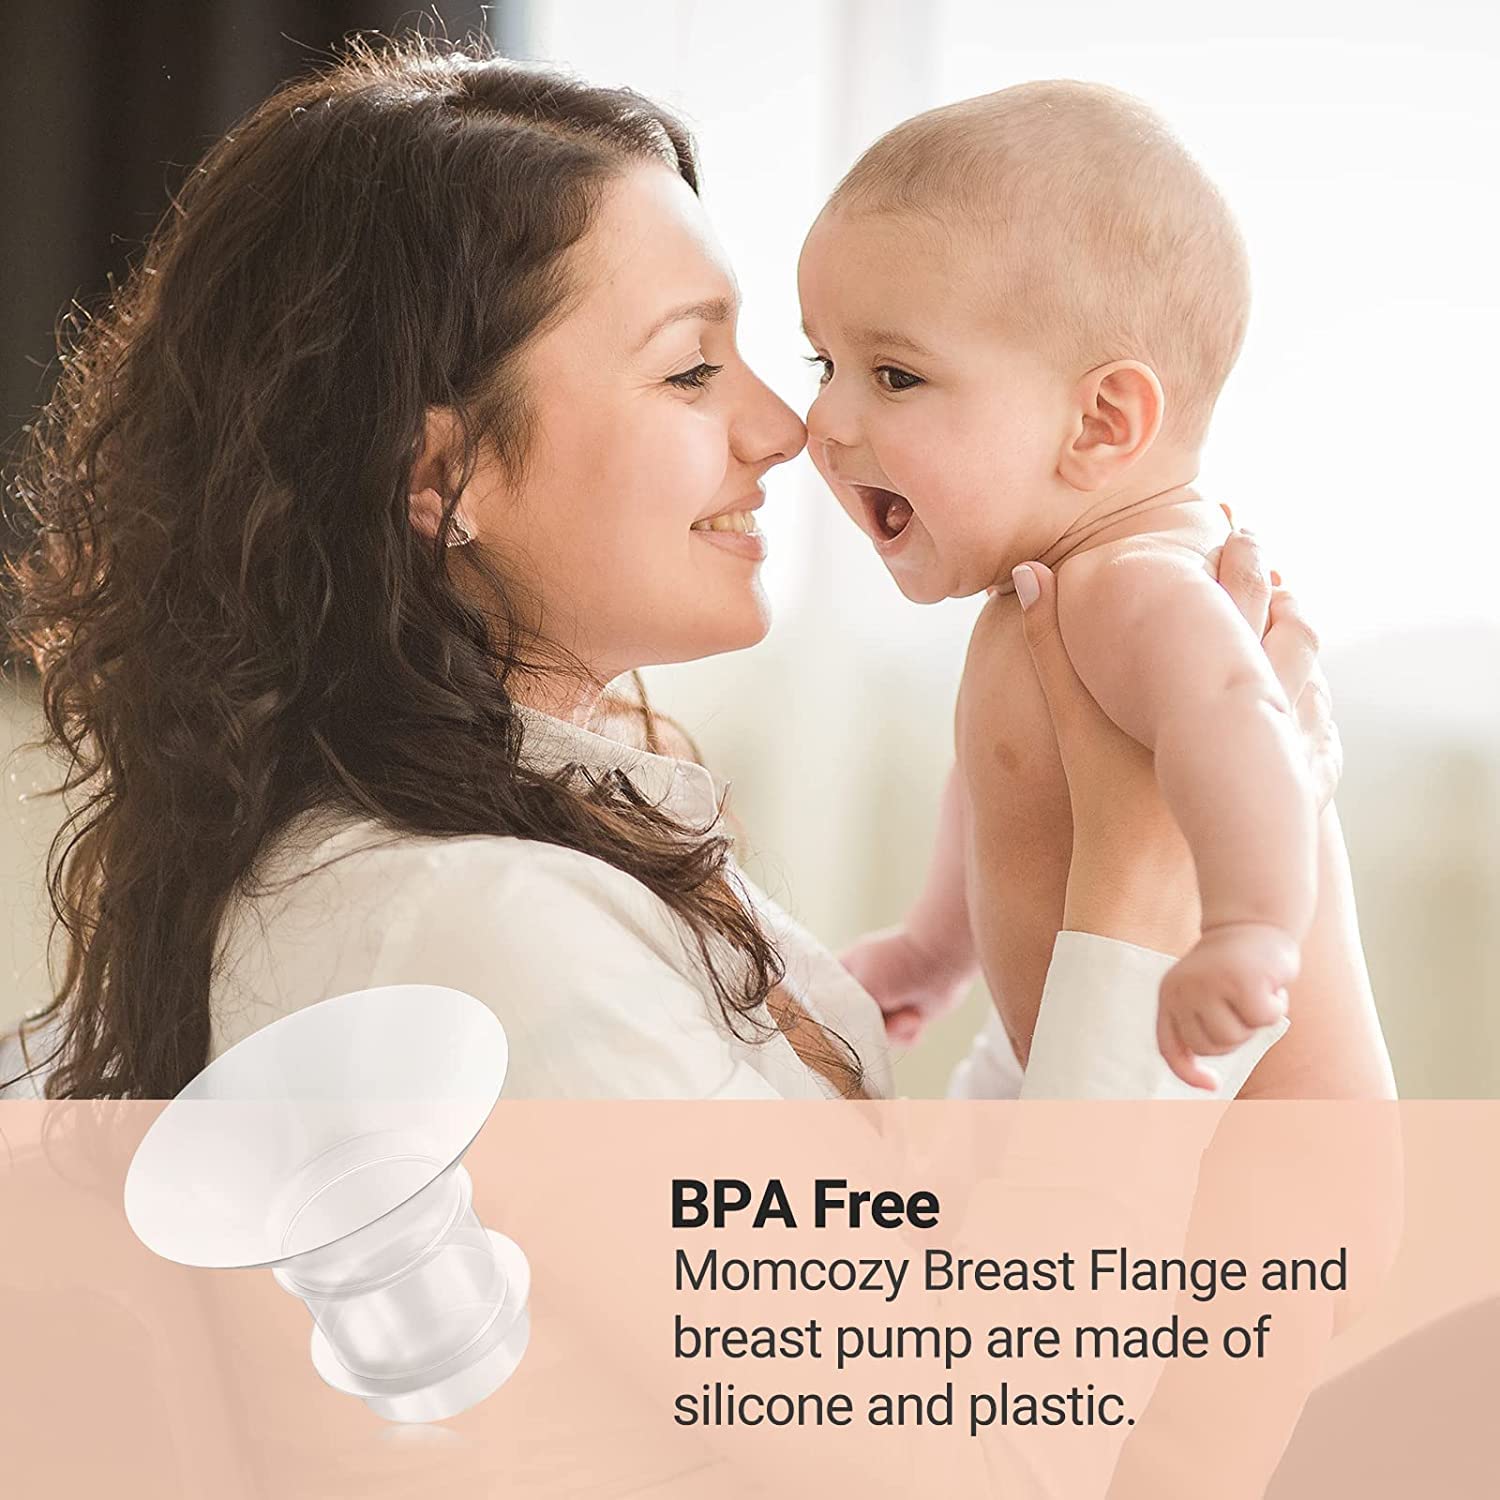 BPA Free
Momcozy Breast Flange and
breast pump are made of
silicone and plastic.